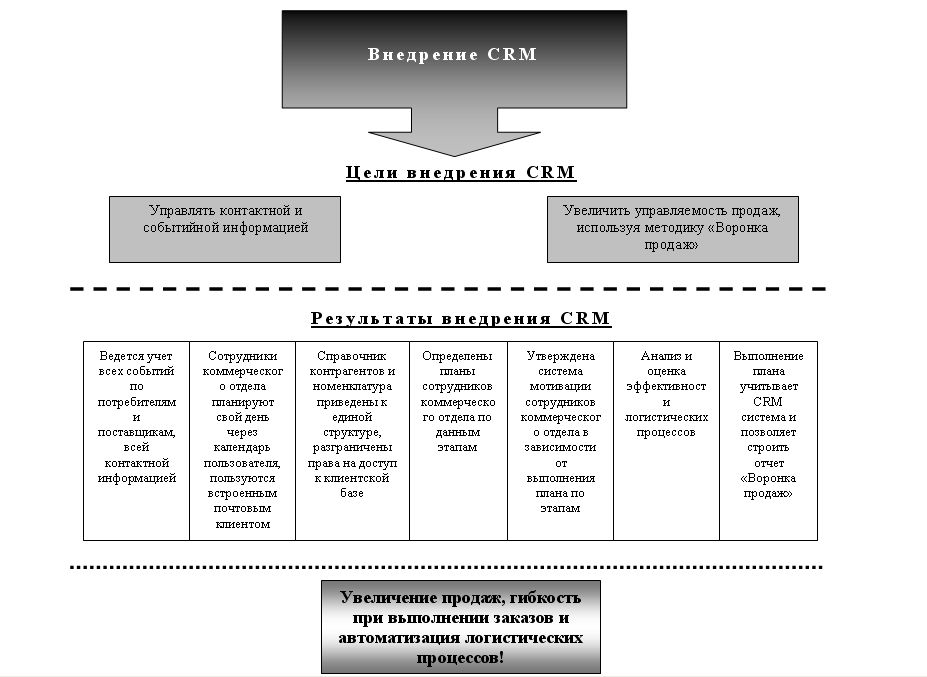 Внедрение CRM
Цели внедрения CRM
Управлять контактной и
событийной информацией
Увеличить управляемость продаж,
используя методику «Воронка
продаж»
Результаты внедрения CRM
Ведется учет
всех событий
по
потребителям
и
поставщикам,
всей
контактной
информацией
Сотрудники
коммерческог
о отдела
планируют
свой день
через
календарь
пользователя,
пользуются
встроенным
почтовым
клиентом
Справочник
контрагентов и
номенклатура
приведены к
единой
структуре,
разграничены
права на доступ
к клиентской
базе
Определены
планы
сотрудников
коммерческо
го отдела по
данным
этапам
Утверждена
система
мотивации
сотрудников
коммерческог
о отдела в
зависимости
от
выполнения
плана по
этапам
Анализ и
оценка
эффективност
и
логистических
процессов
Выполнение
плана
учитывает
CRM
система и
позволяет
строить
отчет
«Воронка
продаж»
Увеличение продаж, гибкость
при выполнении заказов и
автоматизация логистических
процессов!